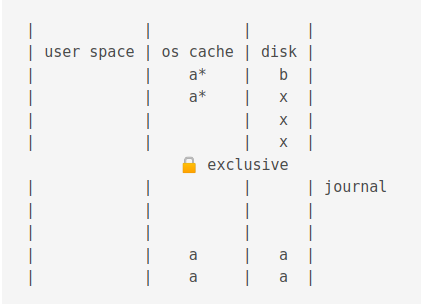 |             |          |      |
| user space | os cache | disk |
|             |    a*    |  b   |
|             |    a*    |  x   |
|             |          |  x   |
|             |          |  x   |
🔒 exclusive
|             |          |      | journal
|             |          |      |
|             |          |      |
|             |    a     |  a   |
|             |    a     |  a   |